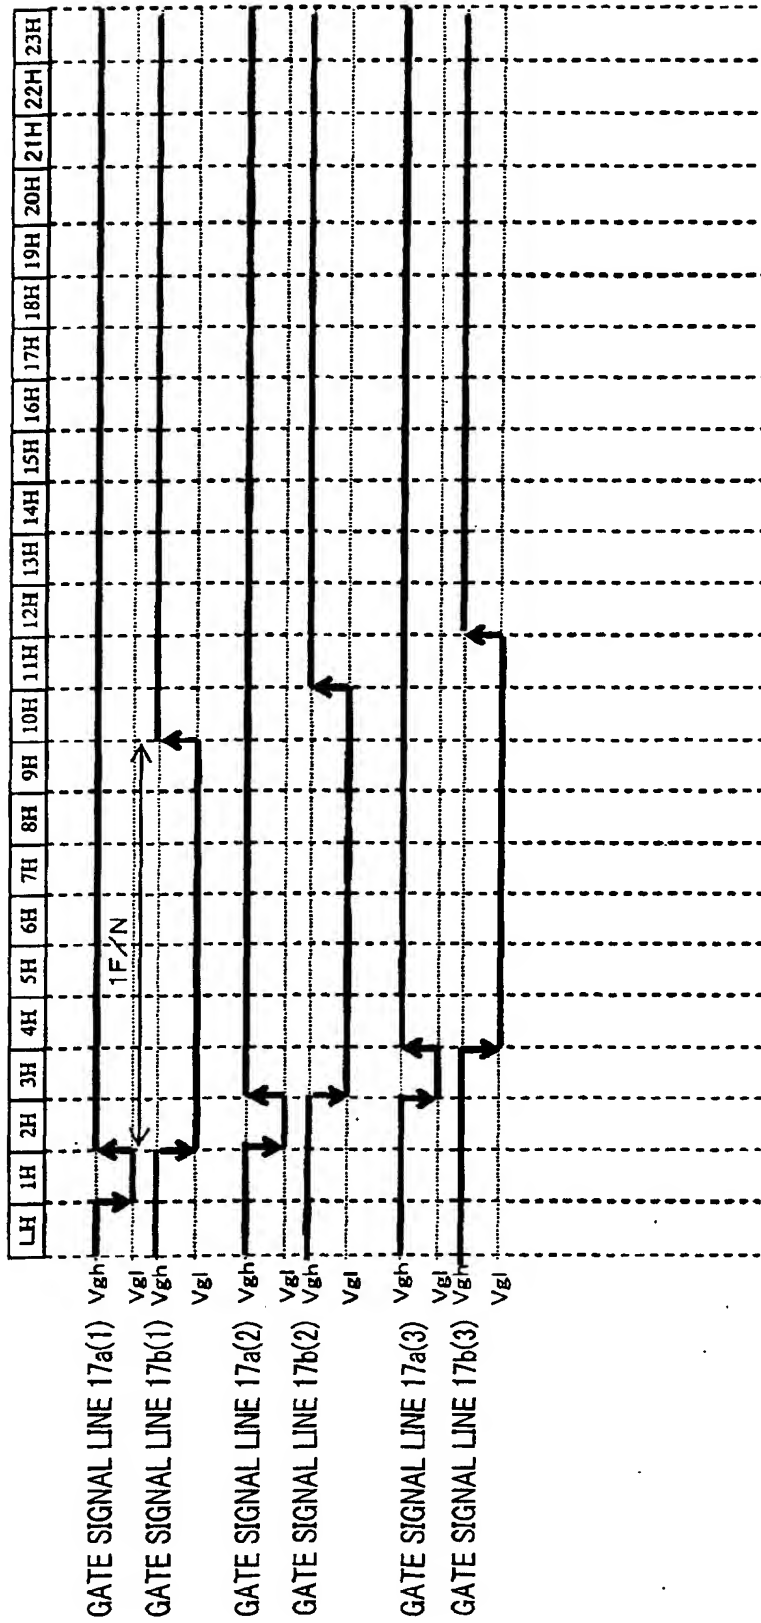 LH 1H 2H 3H 4H 5H 6H 7H 8H 9H 10H 11H 12H 13H 14H 15H 16H 17H 18H 19H 20H 21H 22H 23H
GATE SIGNAL LINE 17a(1) Vgh
Vgl
1F/N
GATE SIGNAL LINE 17b(1) Vgh
Vgl
GATE SIGNAL LINE 17a(2) Vgh
Vgl
GATE SIGNAL LINE 17b(2) Vgh
Vgl
GATE SIGNAL LINE 17a(3) Vgh
Vgl
GATE SIGNAL LINE 17b(3) Vgh
Vgl